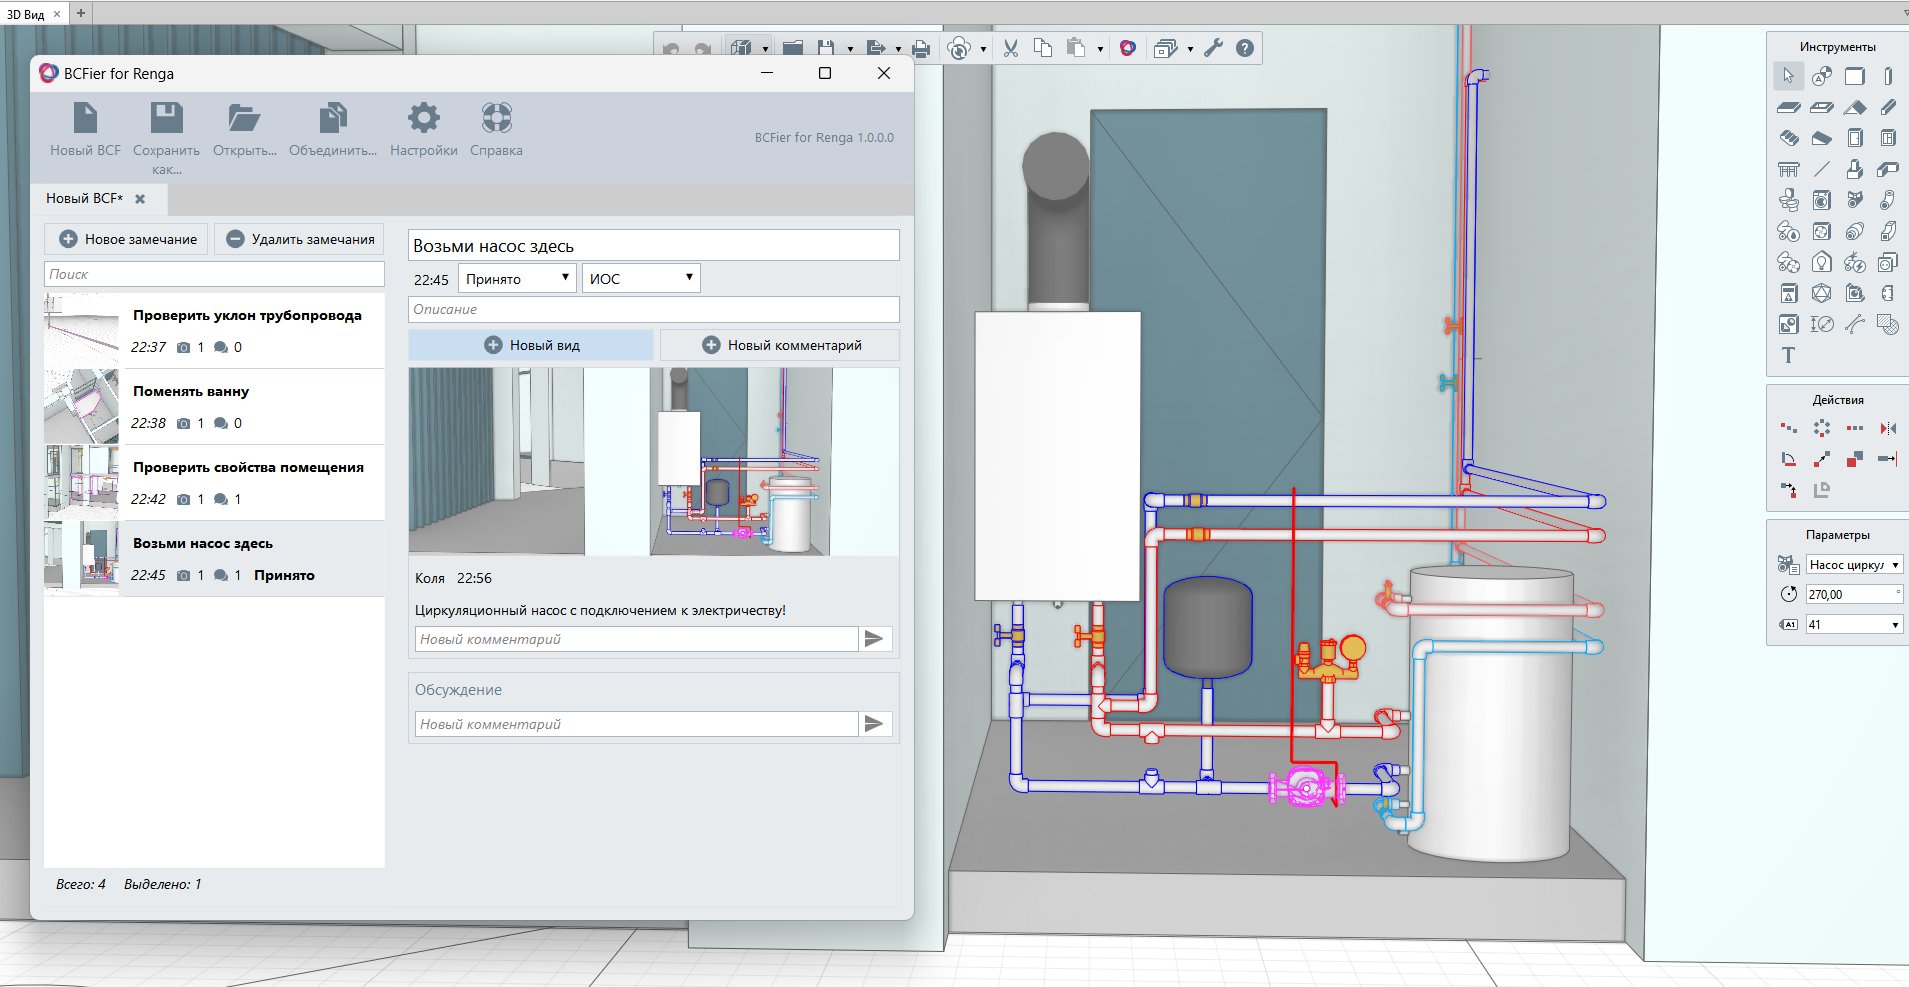 3D Вид
BCFier for Renga
Новый BCF
Сохранить как...
Открыть...
Объединить...
Настройки
Справка
BCFier for Renga 1.0.0.0
Новый BCF*
Новое замечание
Удалить замечания
Поиск
Проверить уклон трубопровода
22:37 1 0
Поменять ванну
22:38 1 0
Проверить свойства помещения
22:42 1 1
Возьми насос здесь
22:45 1 1 Принято
Всего: 4 Выделено: 1
Возьми насос здесь
22:45 Принято ИОС
Описание
Новый вид
Новый комментарий
Коля 22:56
Циркуляционный насос с подключением к электричеству!
Новый комментарий
Обсуждение
Новый комментарий
Инструменты
T
Действия
Параметры
Насос циркул
270,00 °
A1 41